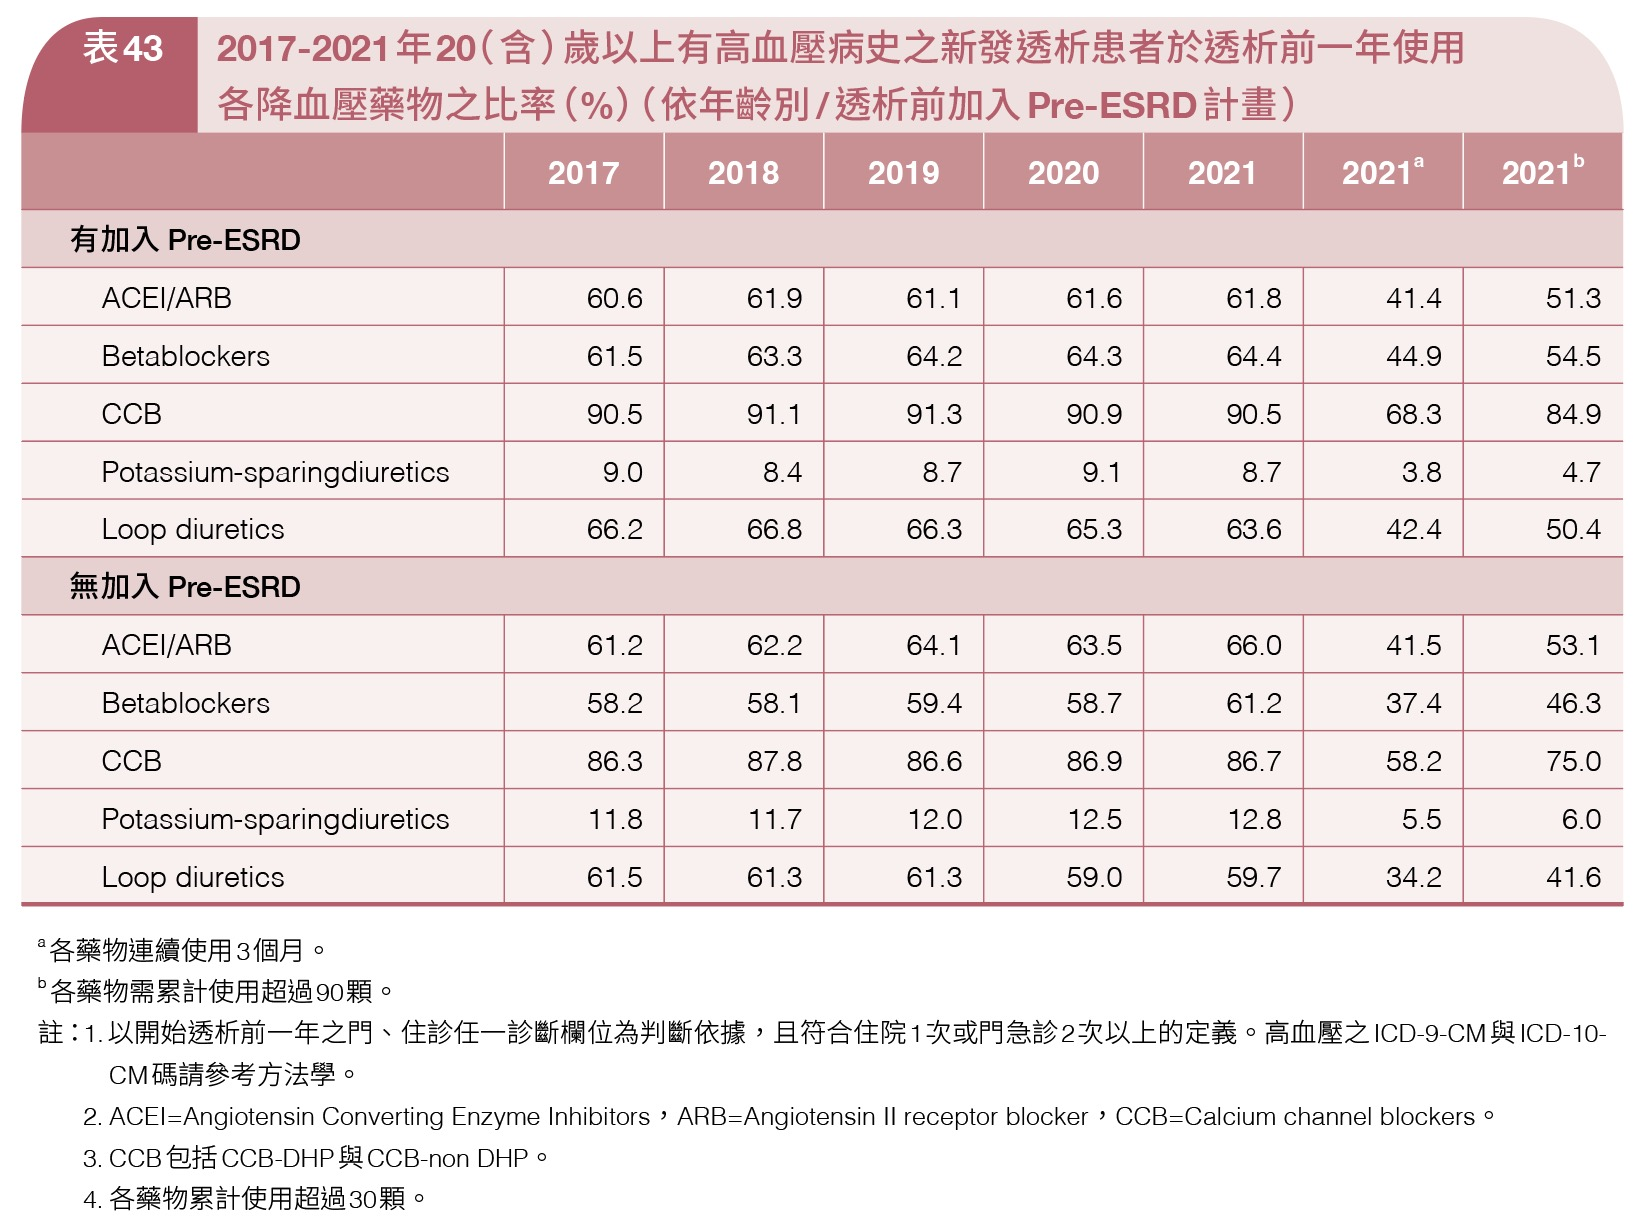 表43
2017-2021年20(含)歲以上有高血壓病史之新發透析患者於透析前一年使用
各降血壓藥物之比率(%)(依年齡別/透析前加入Pre-ESRD計畫)
2017 2018 2019 2020 2021 2021a 2021b
有加入 Pre-ESRD
ACEI/ARB 60.6 61.9 61.1 61.6 61.8 41.4 51.3
Betablockers 61.5 63.3 64.2 64.3 64.4 44.9 54.5
CCB 90.5 91.1 91.3 90.9 90.5 68.3 84.9
Potassium-sparingdiuretics 9.0 8.4 8.7 9.1 8.7 3.8 4.7
Loop diuretics 66.2 66.8 66.3 65.3 63.6 42.4 50.4
無加入 Pre-ESRD
ACEI/ARB 61.2 62.2 64.1 63.5 66.0 41.5 53.1
Betablockers 58.2 58.1 59.4 58.7 61.2 37.4 46.3
CCB 86.3 87.8 86.6 86.9 86.7 58.2 75.0
Potassium-sparingdiuretics 11.8 11.7 12.0 12.5 12.8 5.5 6.0
Loop diuretics 61.5 61.3 61.3 59.0 59.7 34.2 41.6
a各藥物連續使用3個月。
b各藥物需累計使用超過90顆。
註:1. 以開始透析前一年之門、住診任一診斷欄位為判斷依據,且符合住院1次或門急診2次以上的定義。高血壓之ICD-9-CM與ICD-10-
CM碼請參考方法學。
2. ACEI=Angiotensin Converting Enzyme Inhibitors,ARB=Angiotensin II receptor blocker,CCB=Calcium channel blockers。
3. CCB包括CCB-DHP與CCB-non DHP。
4. 各藥物累計使用超過30顆。